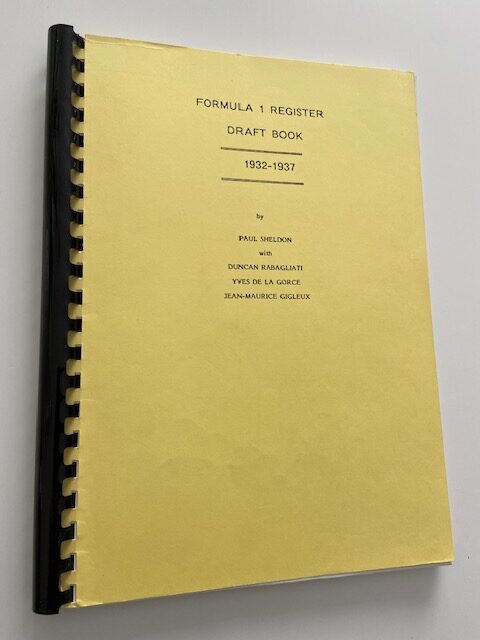 FORMULA 1 REGISTER
DRAFT BOOK
1932-1937
by
PAUL SHELDON
with
DUNCAN RABAGLIATI
YVES DE LA GORCE
JEAN-MAURICE GIGLEUX